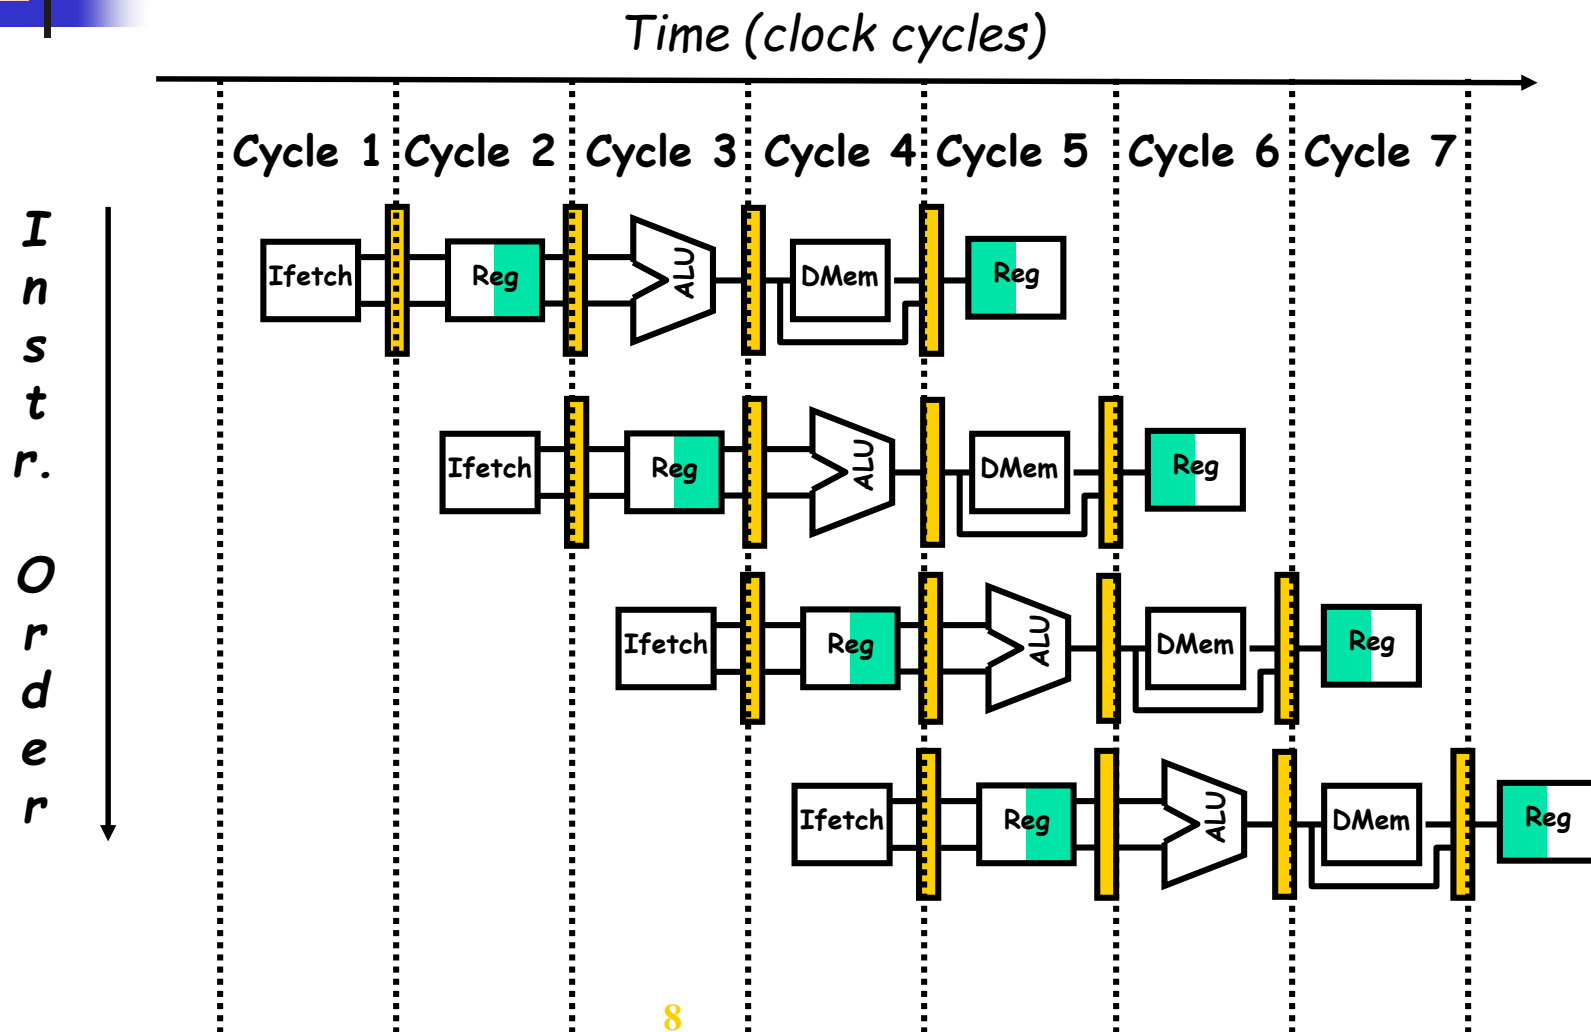 Time (clock cycles)
Cycle 1 Cycle 2 Cycle 3 Cycle 4 Cycle 5 Cycle 6 Cycle 7
Instr. Order
Ifetch Reg ALU DMem Reg
Ifetch Reg ALU DMem Reg
Ifetch Reg ALU DMem Reg
Ifetch Reg ALU DMem Reg
8